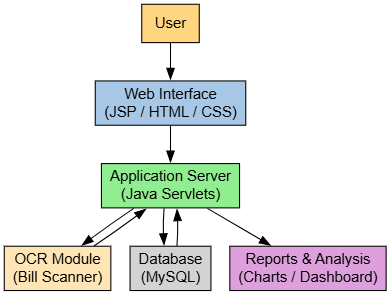 User
Web Interface
(JSP / HTML / CSS)
Application Server
(Java Servlets)
OCR Module
(Bill Scanner)
Database
(MySQL)
Reports & Analysis
(Charts / Dashboard)